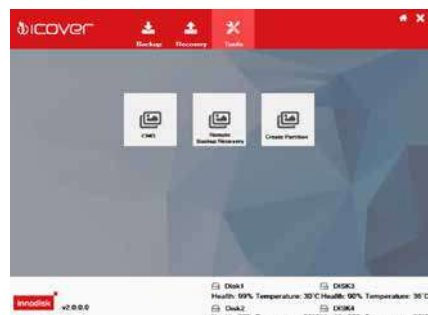 iCover
Backup Recovery Tools
CMD
Remote
Backup Recovery
Create Partition
Disk1 DISK3
Health: 99% Temperature: 30°C Health: 90% Temperature: 36°C
Disk2 DISK4
innodisk v2.0.0.0